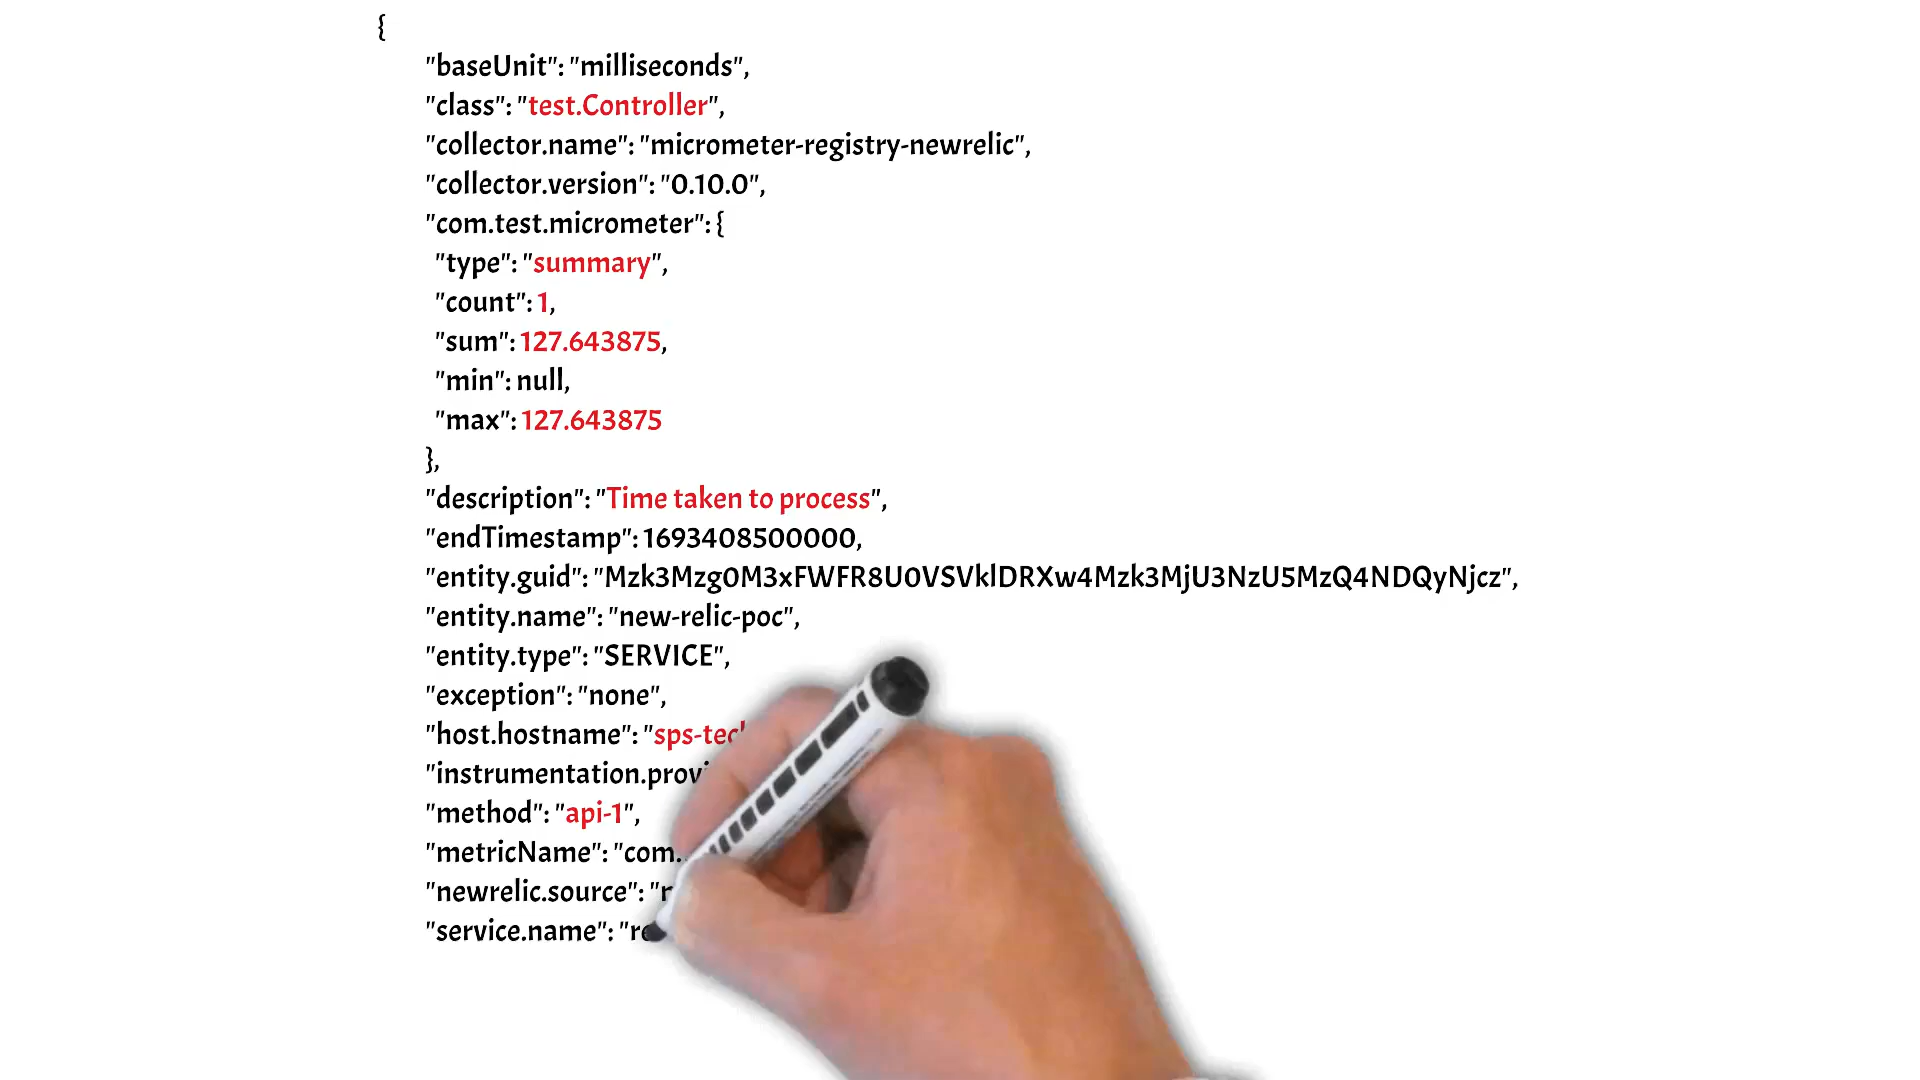 {
"baseUnit": "milliseconds",
"class": "test.Controller",
"collector.name": "micrometer-registry-newrelic",
"collector.version": "0.10.0",
"com.test.micrometer": {
"type": "summary",
"count": 1,
"sum": 127.643875,
"min": null,
"max": 127.643875
},
"description": "Time taken to process",
"endTimestamp": 1693408500000,
"entity.guid": "Mzk3Mzg0M3xFWFR8U0VSVklDRXw4Mzk3MjU3NzU5MzQ4NDQyNjcz",
"entity.name": "new-relic-poc",
"entity.type": "SERVICE",
"exception": "none",
"host.hostname": "sps-tec
"instrumentation.provi
"method": "api-1",
"metricName": "com.
"newrelic.source": "n
"service.name": "re